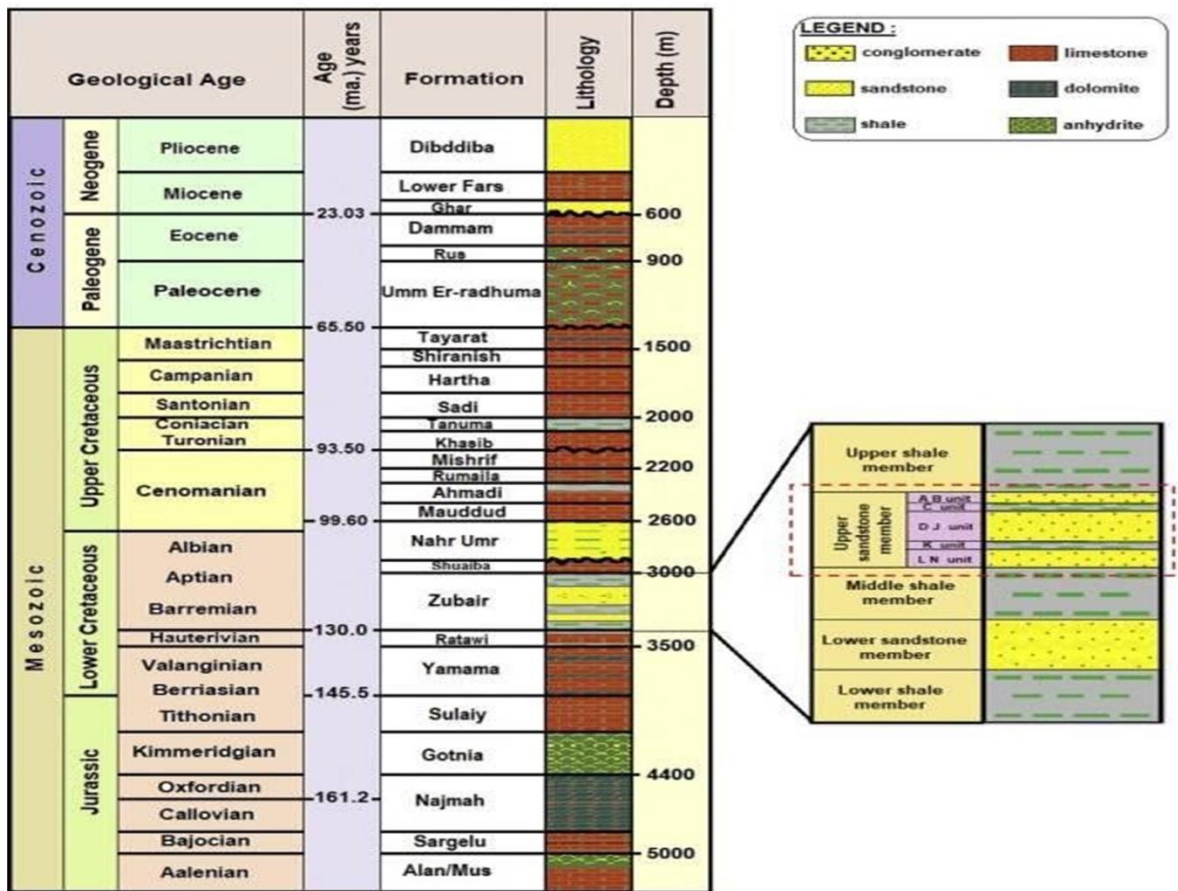 Geological Age
Age
(ma.) years
Formation
Lithology
Depth (m)
Cenozoic
Neogene
Pliocene
Dibddiba
Miocene
Lower Fars
Ghar
23.03
600
Paleogene
Eocene
Dammam
Rus
900
Paleocene
Umm Er-radhuma
65.50
Mesozoic
Upper Cretaceous
Maastrichtian
Tayarat
1500
Shiranish
Campanian
Hartha
Santonian
Sadi
2000
Coniacian
Tanuma
Turonian
Khasib
93.50
Mishrif
2200
Rumaila
Cenomanian
Ahmadi
Mauddud
99.60
2600
Lower Cretaceous
Albian
Nahr Umr
Shuaiba
3000
Aptian
Zubair
Barremian
130.0
Hauterivian
Ratawi
3500
Valanginian
Yamama
Berriasian
145.5
Jurassic
Tithonian
Sulaiy
Kimmeridgian
Gotnia
4400
Oxfordian
161.2
Najmah
Callovian
Bajocian
Sargelu
5000
Aalenian
Alan/Mus
LEGEND :
conglomerate
limestone
sandstone
dolomite
shale
anhydrite
Upper shale
member
Upper
sandstone
member
A B unit
C unit
D J unit
K unit
L N unit
Middle shale
member
Lower sandstone
member
Lower shale
member